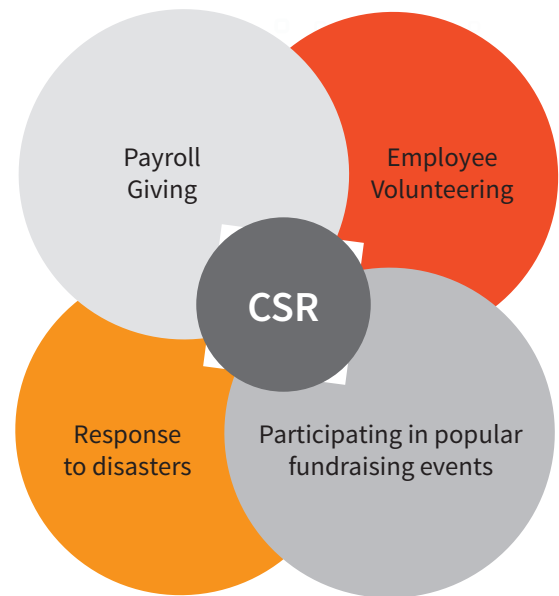 Payroll
Giving
Employee
Volunteering
CSR
Response
to disasters
Participating in popular
fundraising events